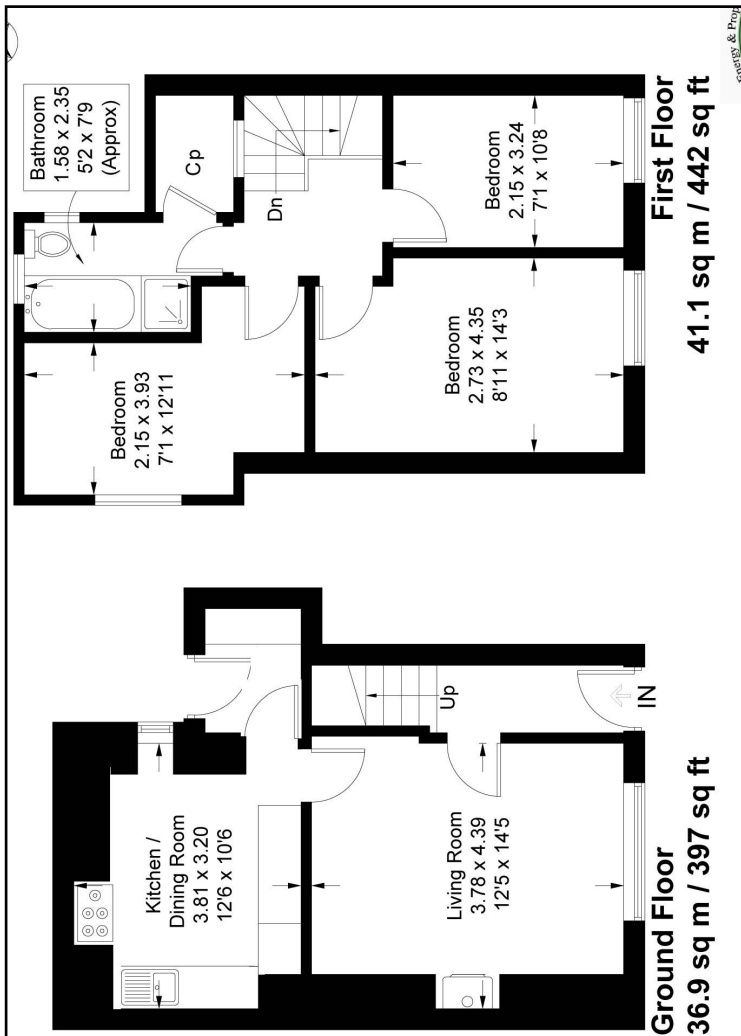 Bathroom
1.58 x 2.35
5'2 x 7'9
(Approx)
Cp
Dn
Bedroom
2.15 x 3.93
7'1 x 12'11
Bedroom
2.73 x 4.35
8'11 x 14'3
Bedroom
2.15 x 3.24
7'1 x 10'8
First Floor
41.1 sq m / 442 sq ft
Kitchen /
Dining Room
3.81 x 3.20
12'6 x 10'6
Living Room
3.78 x 4.39
12'5 x 14'5
Up
IN
Ground Floor
36.9 sq m / 397 sq ft
Energy & Prop